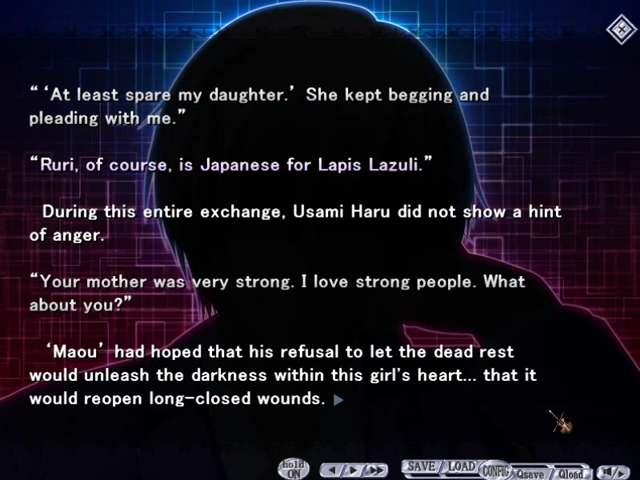 “‘At least spare my daughter.’ She kept begging and
pleading with me.”
“Ruri, of course, is Japanese for Lapis Lazuli.”
During this entire exchange, Usami Haru did not show a hint
of anger.
“Your mother was very strong. I love strong people. What
about you?”
‘Maou’ had hoped that his refusal to let the dead rest
would unleash the darkness within this girl's heart... that it
would reopen long-closed wounds.
hold ON SAVE / LOAD CONFIG Qsave / Qload